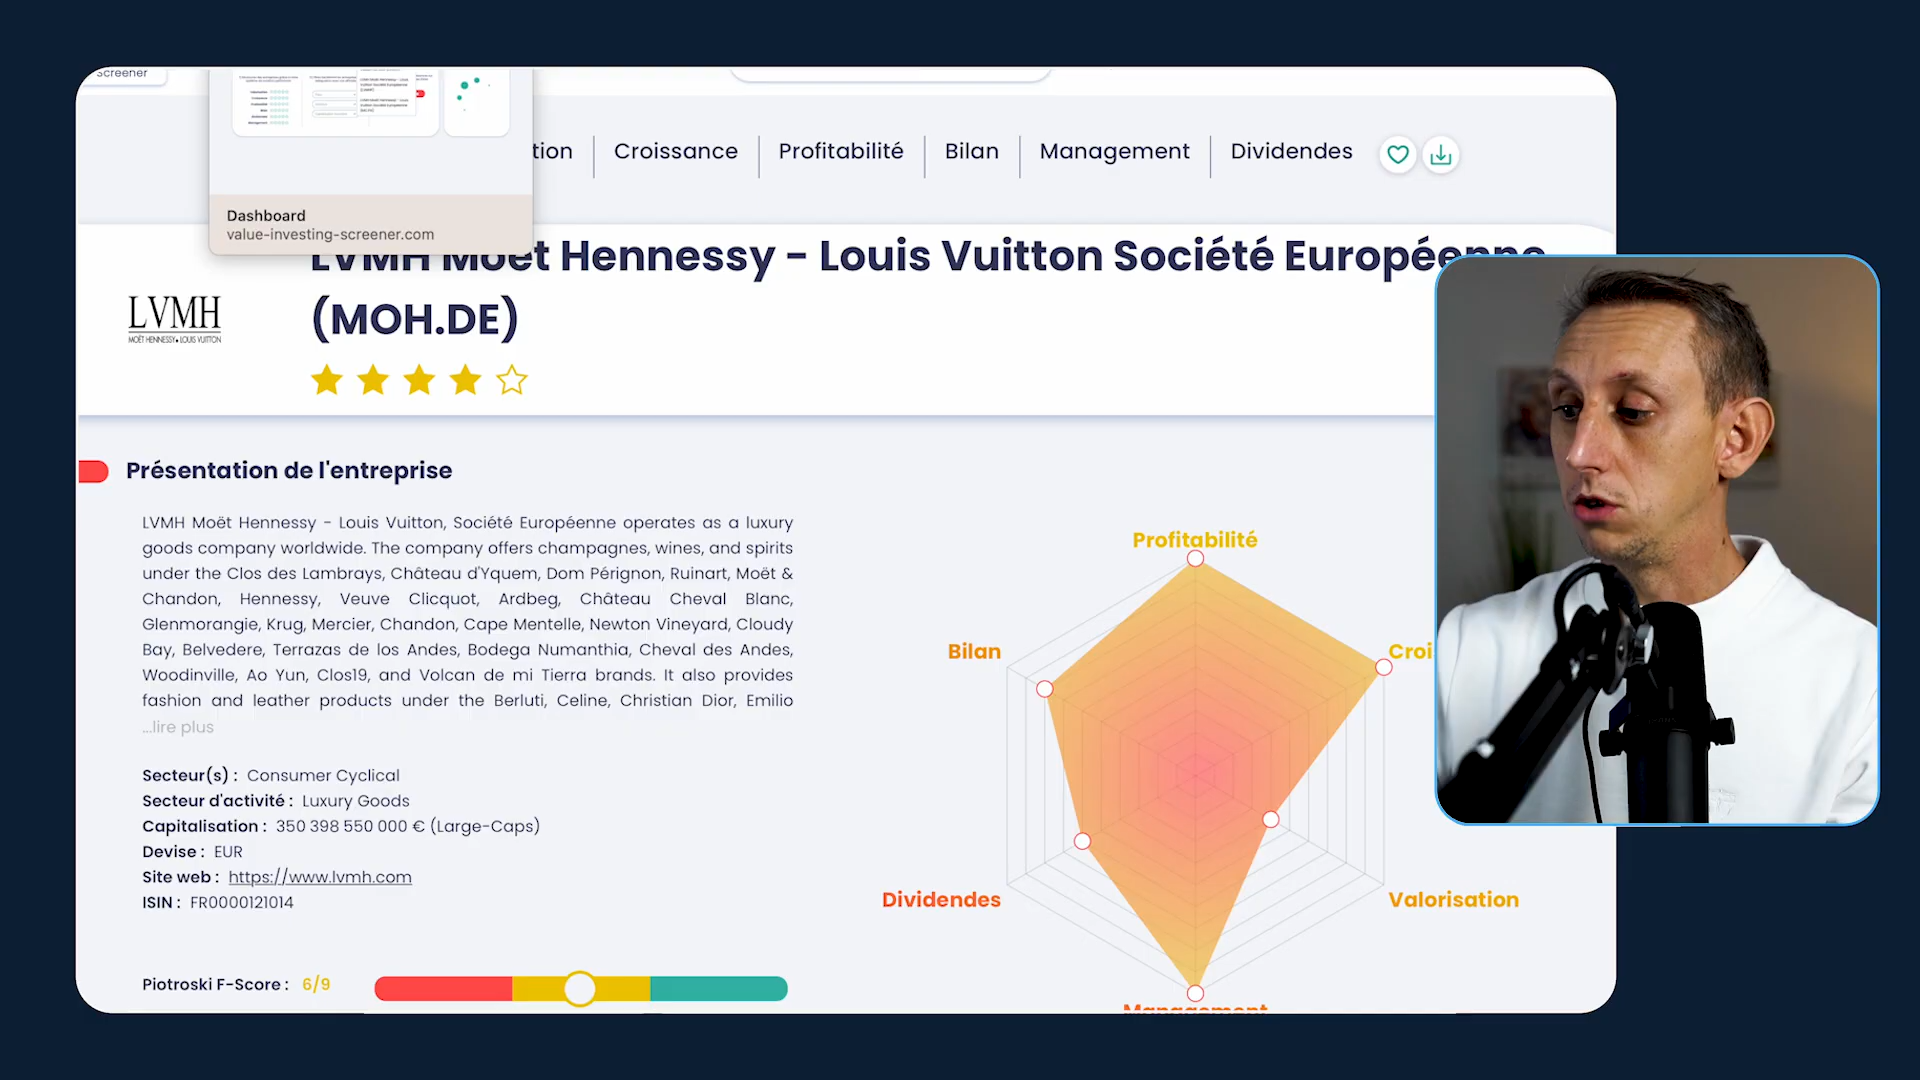 Screener
tion
Croissance
Profitabilité
Bilan
Management
Dividendes
Dashboard
value-investing-screener.com
LVMH Moët Hennessy - Louis Vuitton Société Européenne
(MOH.DE)
LVMH
MOËT HENNESSY • LOUIS VUITTON
Présentation de l'entreprise
LVMH Moët Hennessy - Louis Vuitton, Société Européenne operates as a luxury
goods company worldwide. The company offers champagnes, wines, and spirits
under the Clos des Lambrays, Château d'Yquem, Dom Pérignon, Ruinart, Moët &
Chandon, Hennessy, Veuve Clicquot, Ardbeg, Château Cheval Blanc,
Glenmorangie, Krug, Mercier, Chandon, Cape Mentelle, Newton Vineyard, Cloudy
Bay, Belvedere, Terrazas de los Andes, Bodega Numanthia, Cheval des Andes,
Woodinville, Ao Yun, Clos19, and Volcan de mi Tierra brands. It also provides
fashion and leather products under the Berluti, Celine, Christian Dior, Emilio
...lire plus
Secteur(s) : Consumer Cyclical
Secteur d'activité : Luxury Goods
Capitalisation : 350 398 550 000 € (Large-Caps)
Devise : EUR
Site web : https://www.lvmh.com
ISIN : FR0000121014
Piotroski F-Score : 6/9
Profitabilité
Bilan
Croi
Dividendes
Valorisation
Management